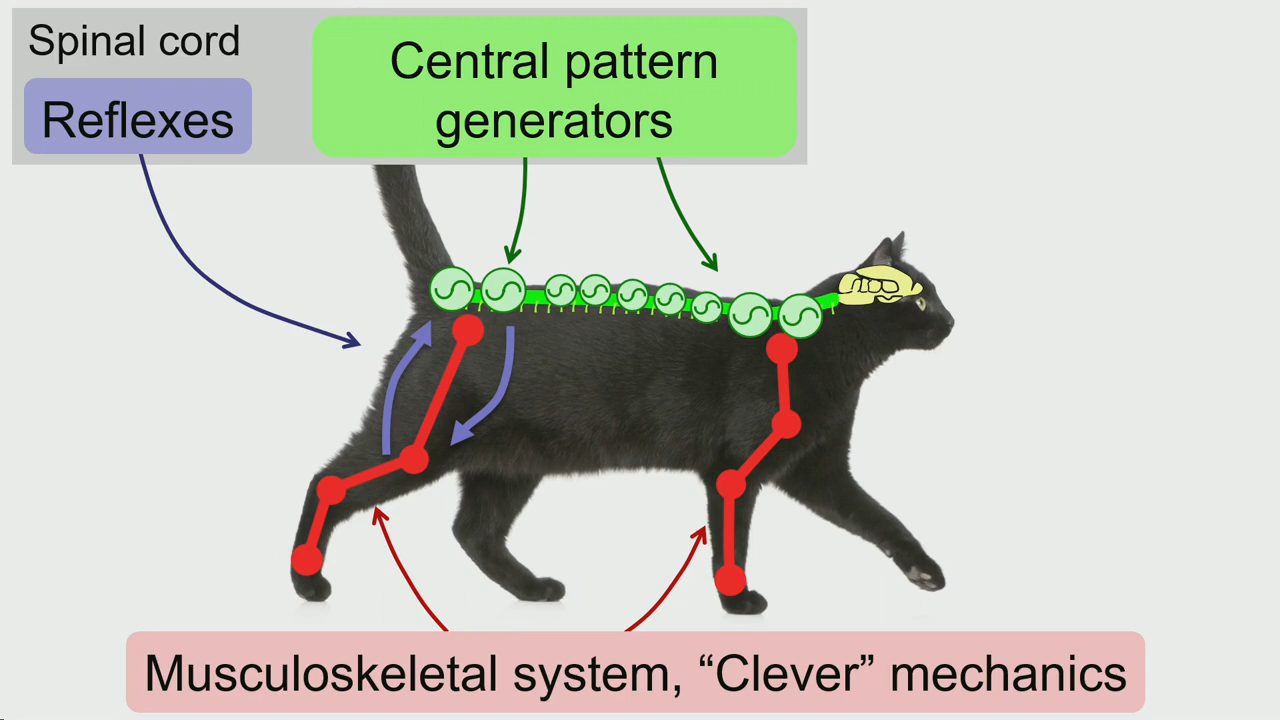 Spinal cord
Reflexes
Central pattern
generators
Musculoskeletal system, “Clever” mechanics